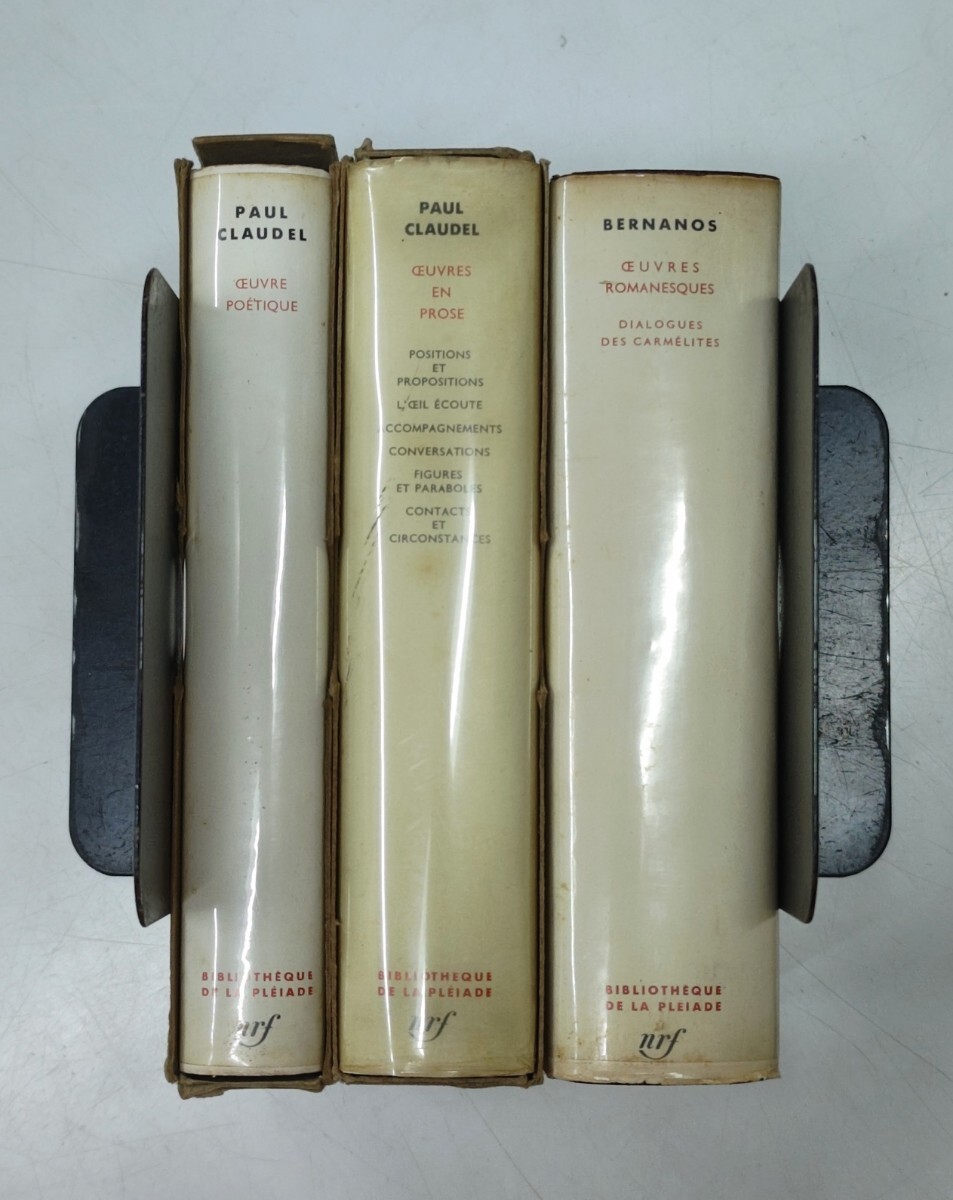 PAUL
CLAUDEL
ŒUVRE
POÉTIQUE
BIBLIOTHÈQUE
DE LA PLÉIADE
nrf
PAUL
CLAUDEL
ŒUVRES
EN
PROSE
POSITIONS
ET
PROPOSITIONS
L'ŒIL ÉCOUTE
ACCOMPAGNEMENTS
CONVERSATIONS
FIGURES
ET PARABOLES
CONTACTS
ET
CIRCONSTANCES
BIBLIOTHÈQUE
DE LA PLÉIADE
nrf
BERNANOS
ŒUVRES
ROMANESQUES
DIALOGUES
DES CARMÉLITES
BIBLIOTHÈQUE
DE LA PLÉIADE
nrf